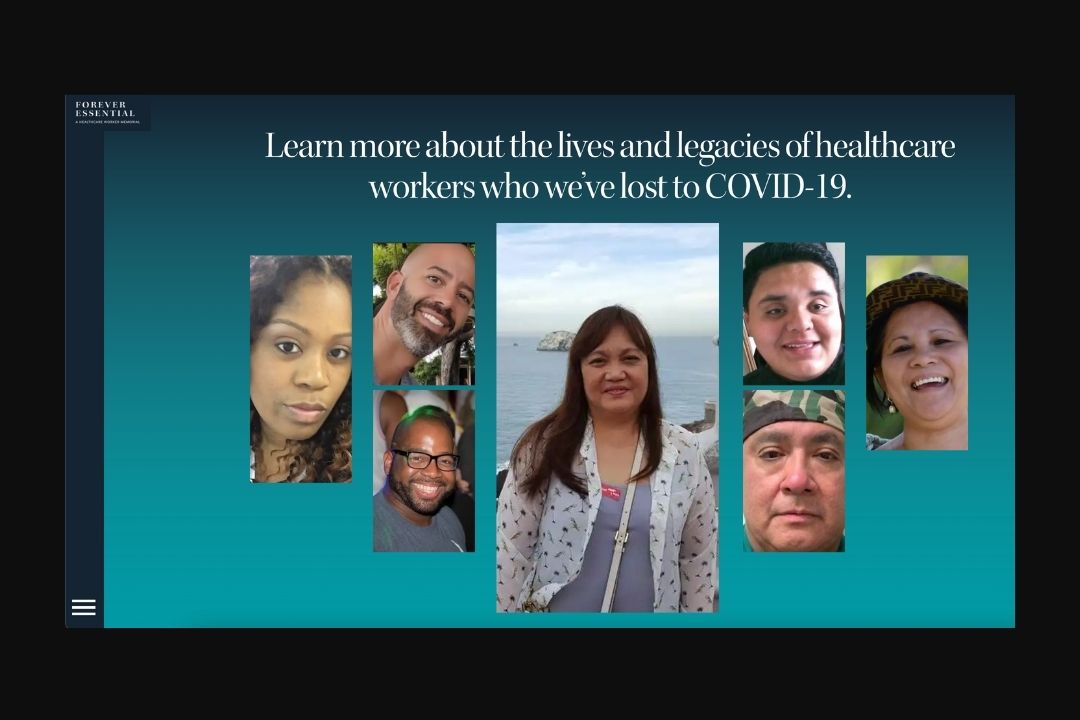 FOREVER
ESSENTIAL
A HEALTHCARE WORKER MEMORIAL
Learn more about the lives and legacies of healthcare
workers who we’ve lost to COVID-19.